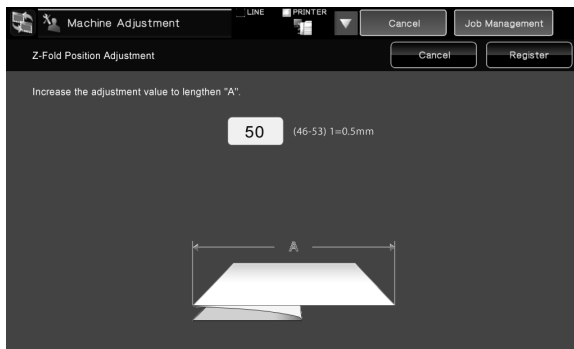 Machine Adjustment
LINE
PRINTER
Cancel
Job Management
Z-Fold Position Adjustment
Cancel
Register
Increase the adjustment value to lengthen "A".
50 (46-53) 1=0.5mm
A